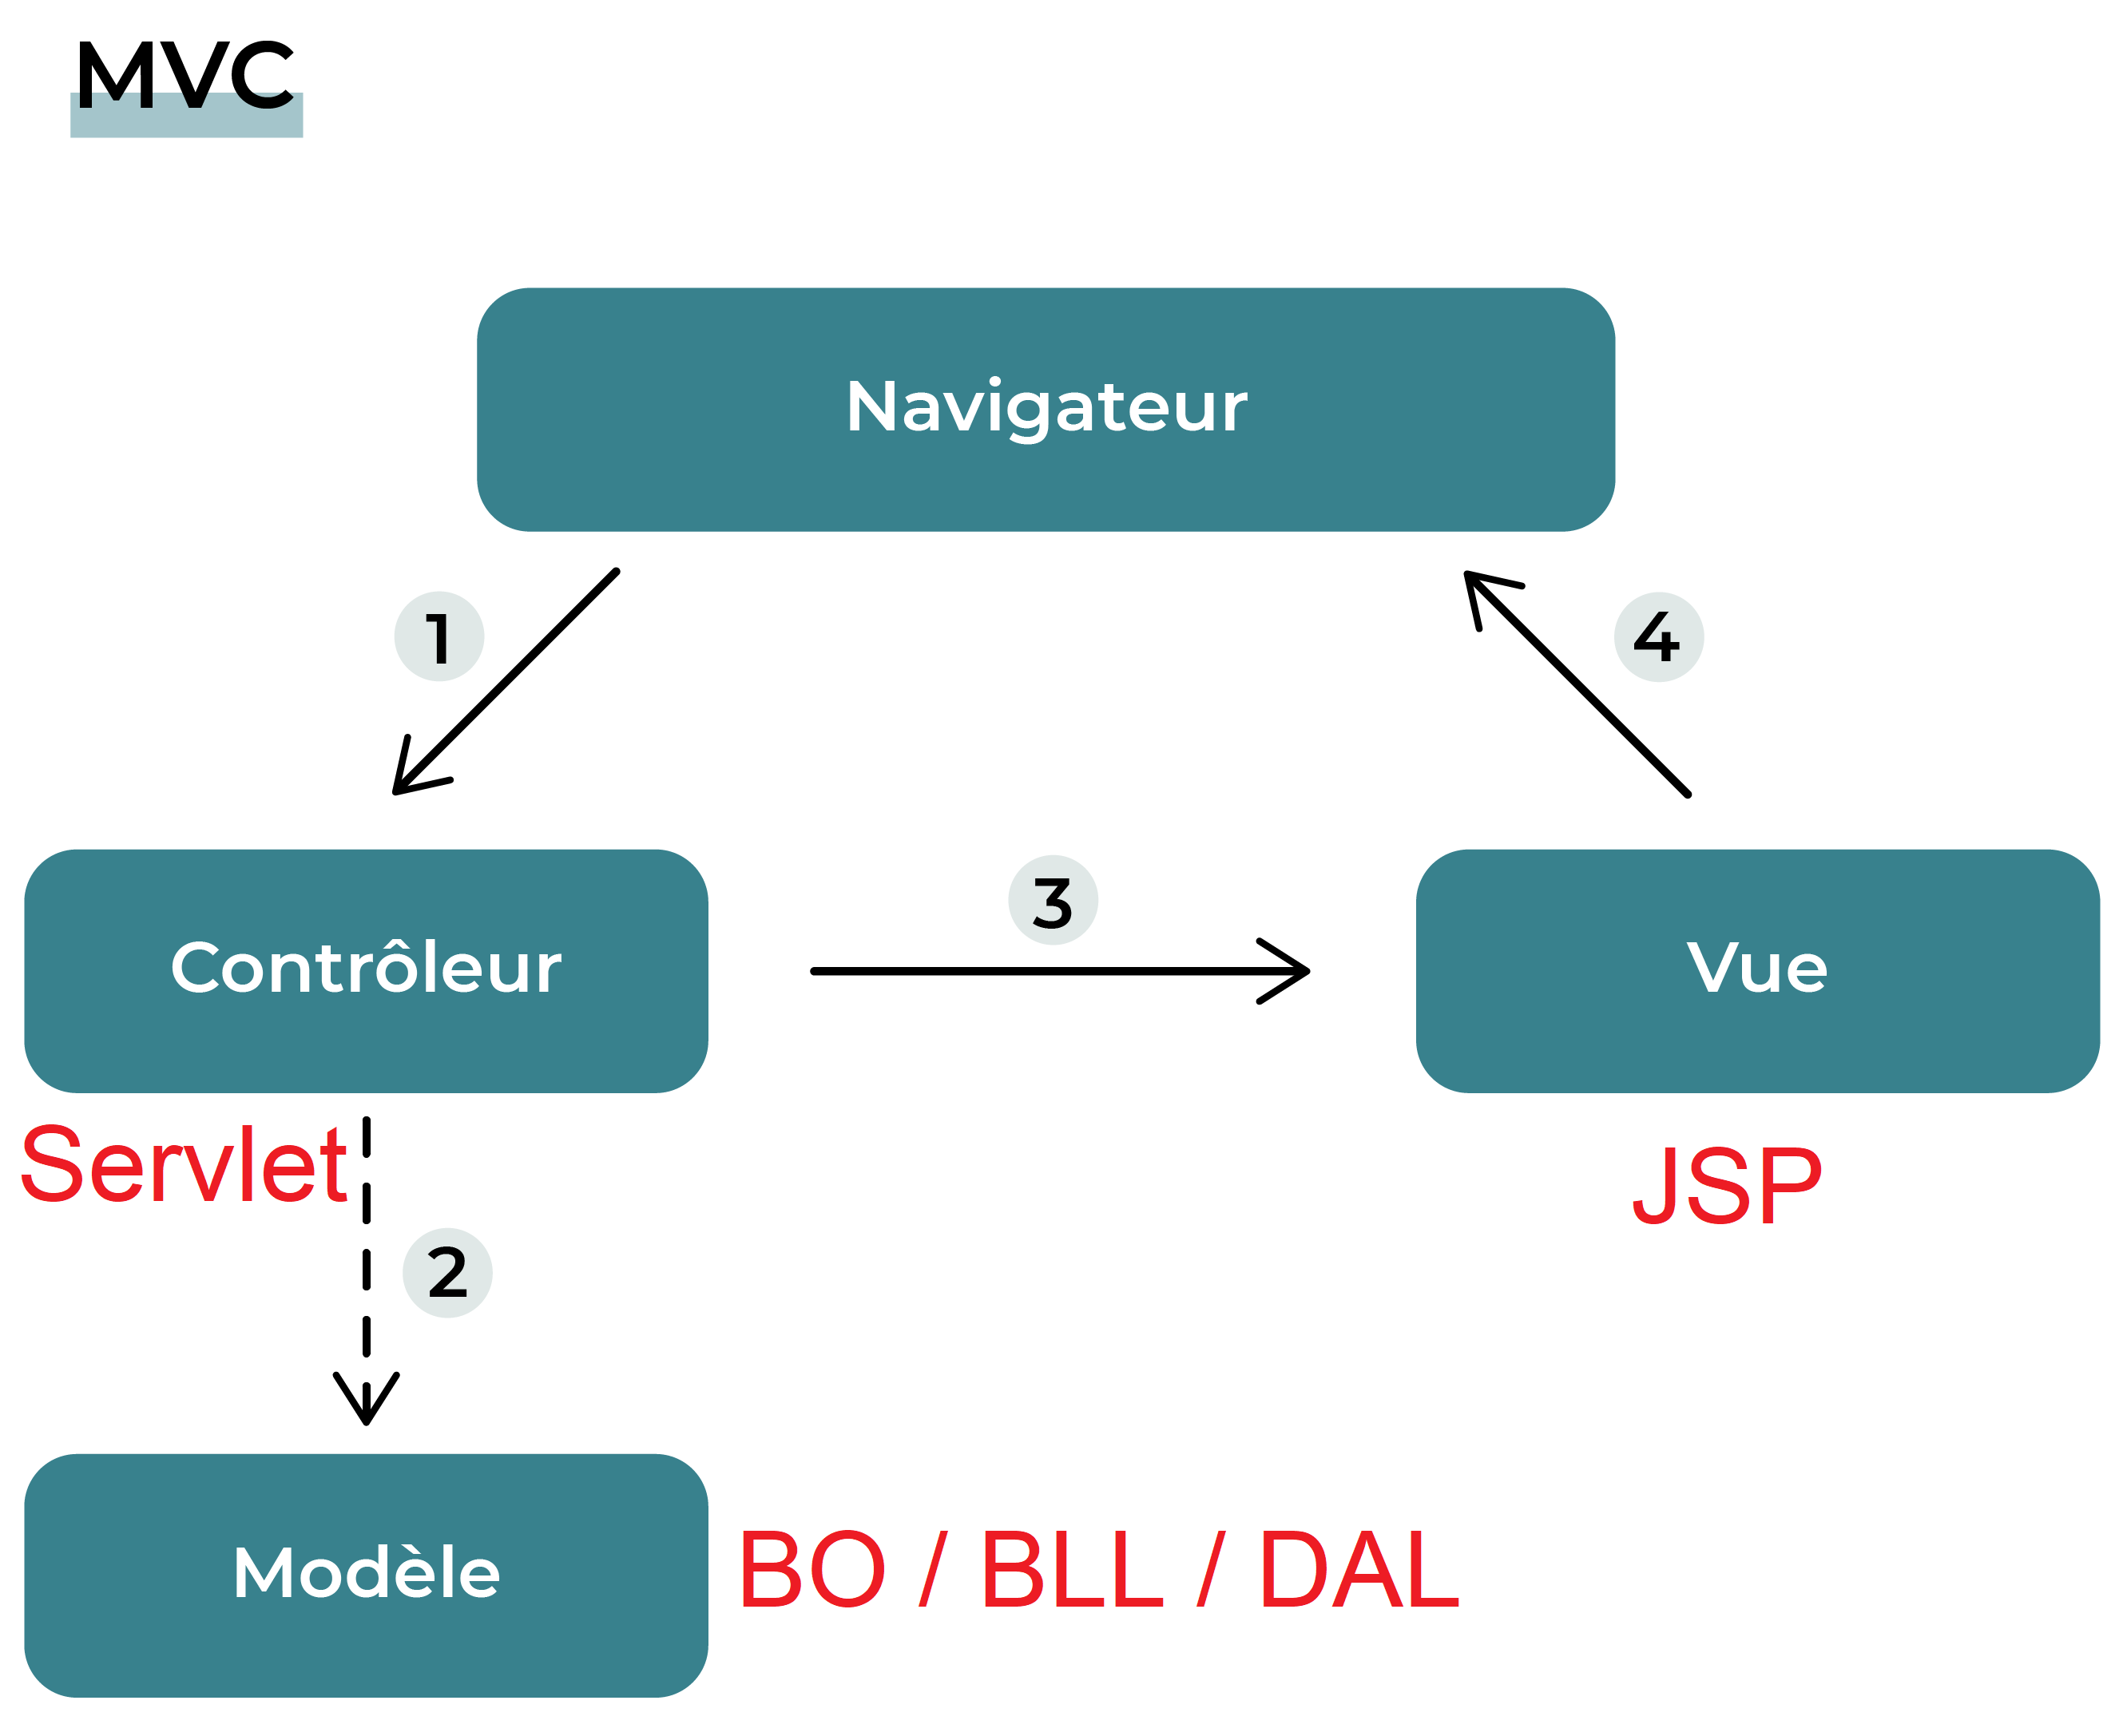 MVC
Navigateur
1
4
3
Contrôleur
Vue
Servlet
JSP
2
Modèle
BO / BLL / DAL